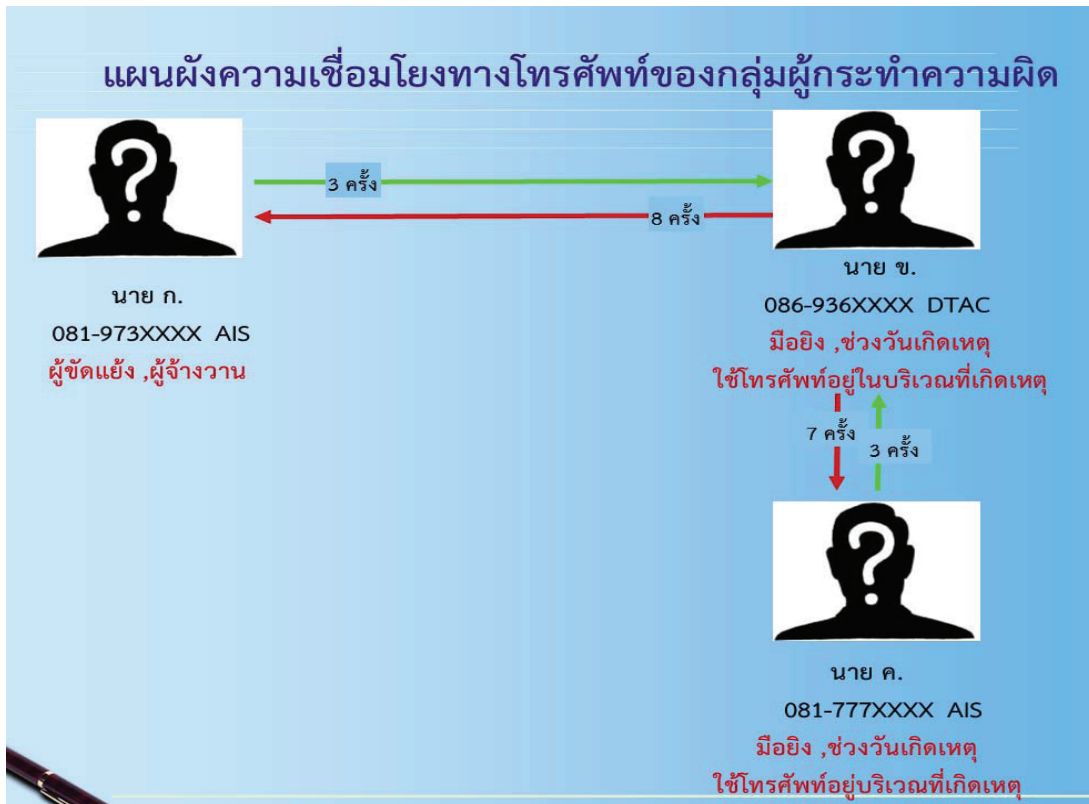 แผนผังความเชื่อมโยงทางโทรศัพท์ของกลุ่มผู้กระทำความผิด
3 ครั้ง
8 ครั้ง
นาย ก.
081-973XXXX AIS
ผู้ขัดแย้ง ,ผู้จ้างวาน
นาย ข.
086-936XXXX DTAC
มือยิง ,ช่วงวันเกิดเหตุ
ใช้โทรศัพท์อยู่ในบริเวณที่เกิดเหตุ
7 ครั้ง
3 ครั้ง
นาย ค.
081-777XXXX AIS
มือยิง ,ช่วงวันเกิดเหตุ
ใช้โทรศัพท์อยู่บริเวณที่เกิดเหตุ